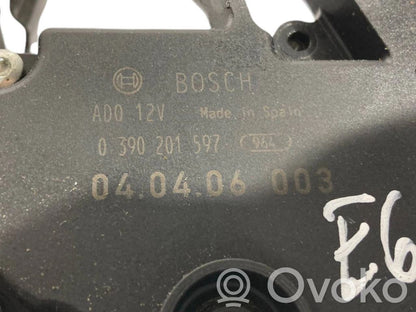 BOSCH
ADO 12V Made in Spain
0 390 201 597 964
04.04.06 003
E6
Ovoko